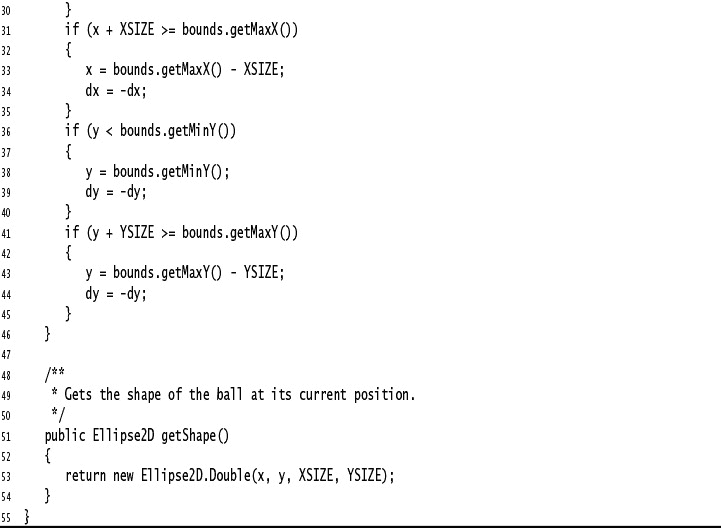 30       }
31       if (x + XSIZE >= bounds.getMaxX())
32       {
33          x = bounds.getMaxX() - XSIZE;
34          dx = -dx;
35       }
36       if (y < bounds.getMinY())
37       {
38          y = bounds.getMinY();
39          dy = -dy;
40       }
41       if (y + YSIZE >= bounds.getMaxY())
42       {
43          y = bounds.getMaxY() - YSIZE;
44          dy = -dy;
45       }
46    }
47
48    /**
49     * Gets the shape of the ball at its current position.
50     */
51    public Ellipse2D getShape()
52    {
53       return new Ellipse2D.Double(x, y, XSIZE, YSIZE);
54    }
55 }